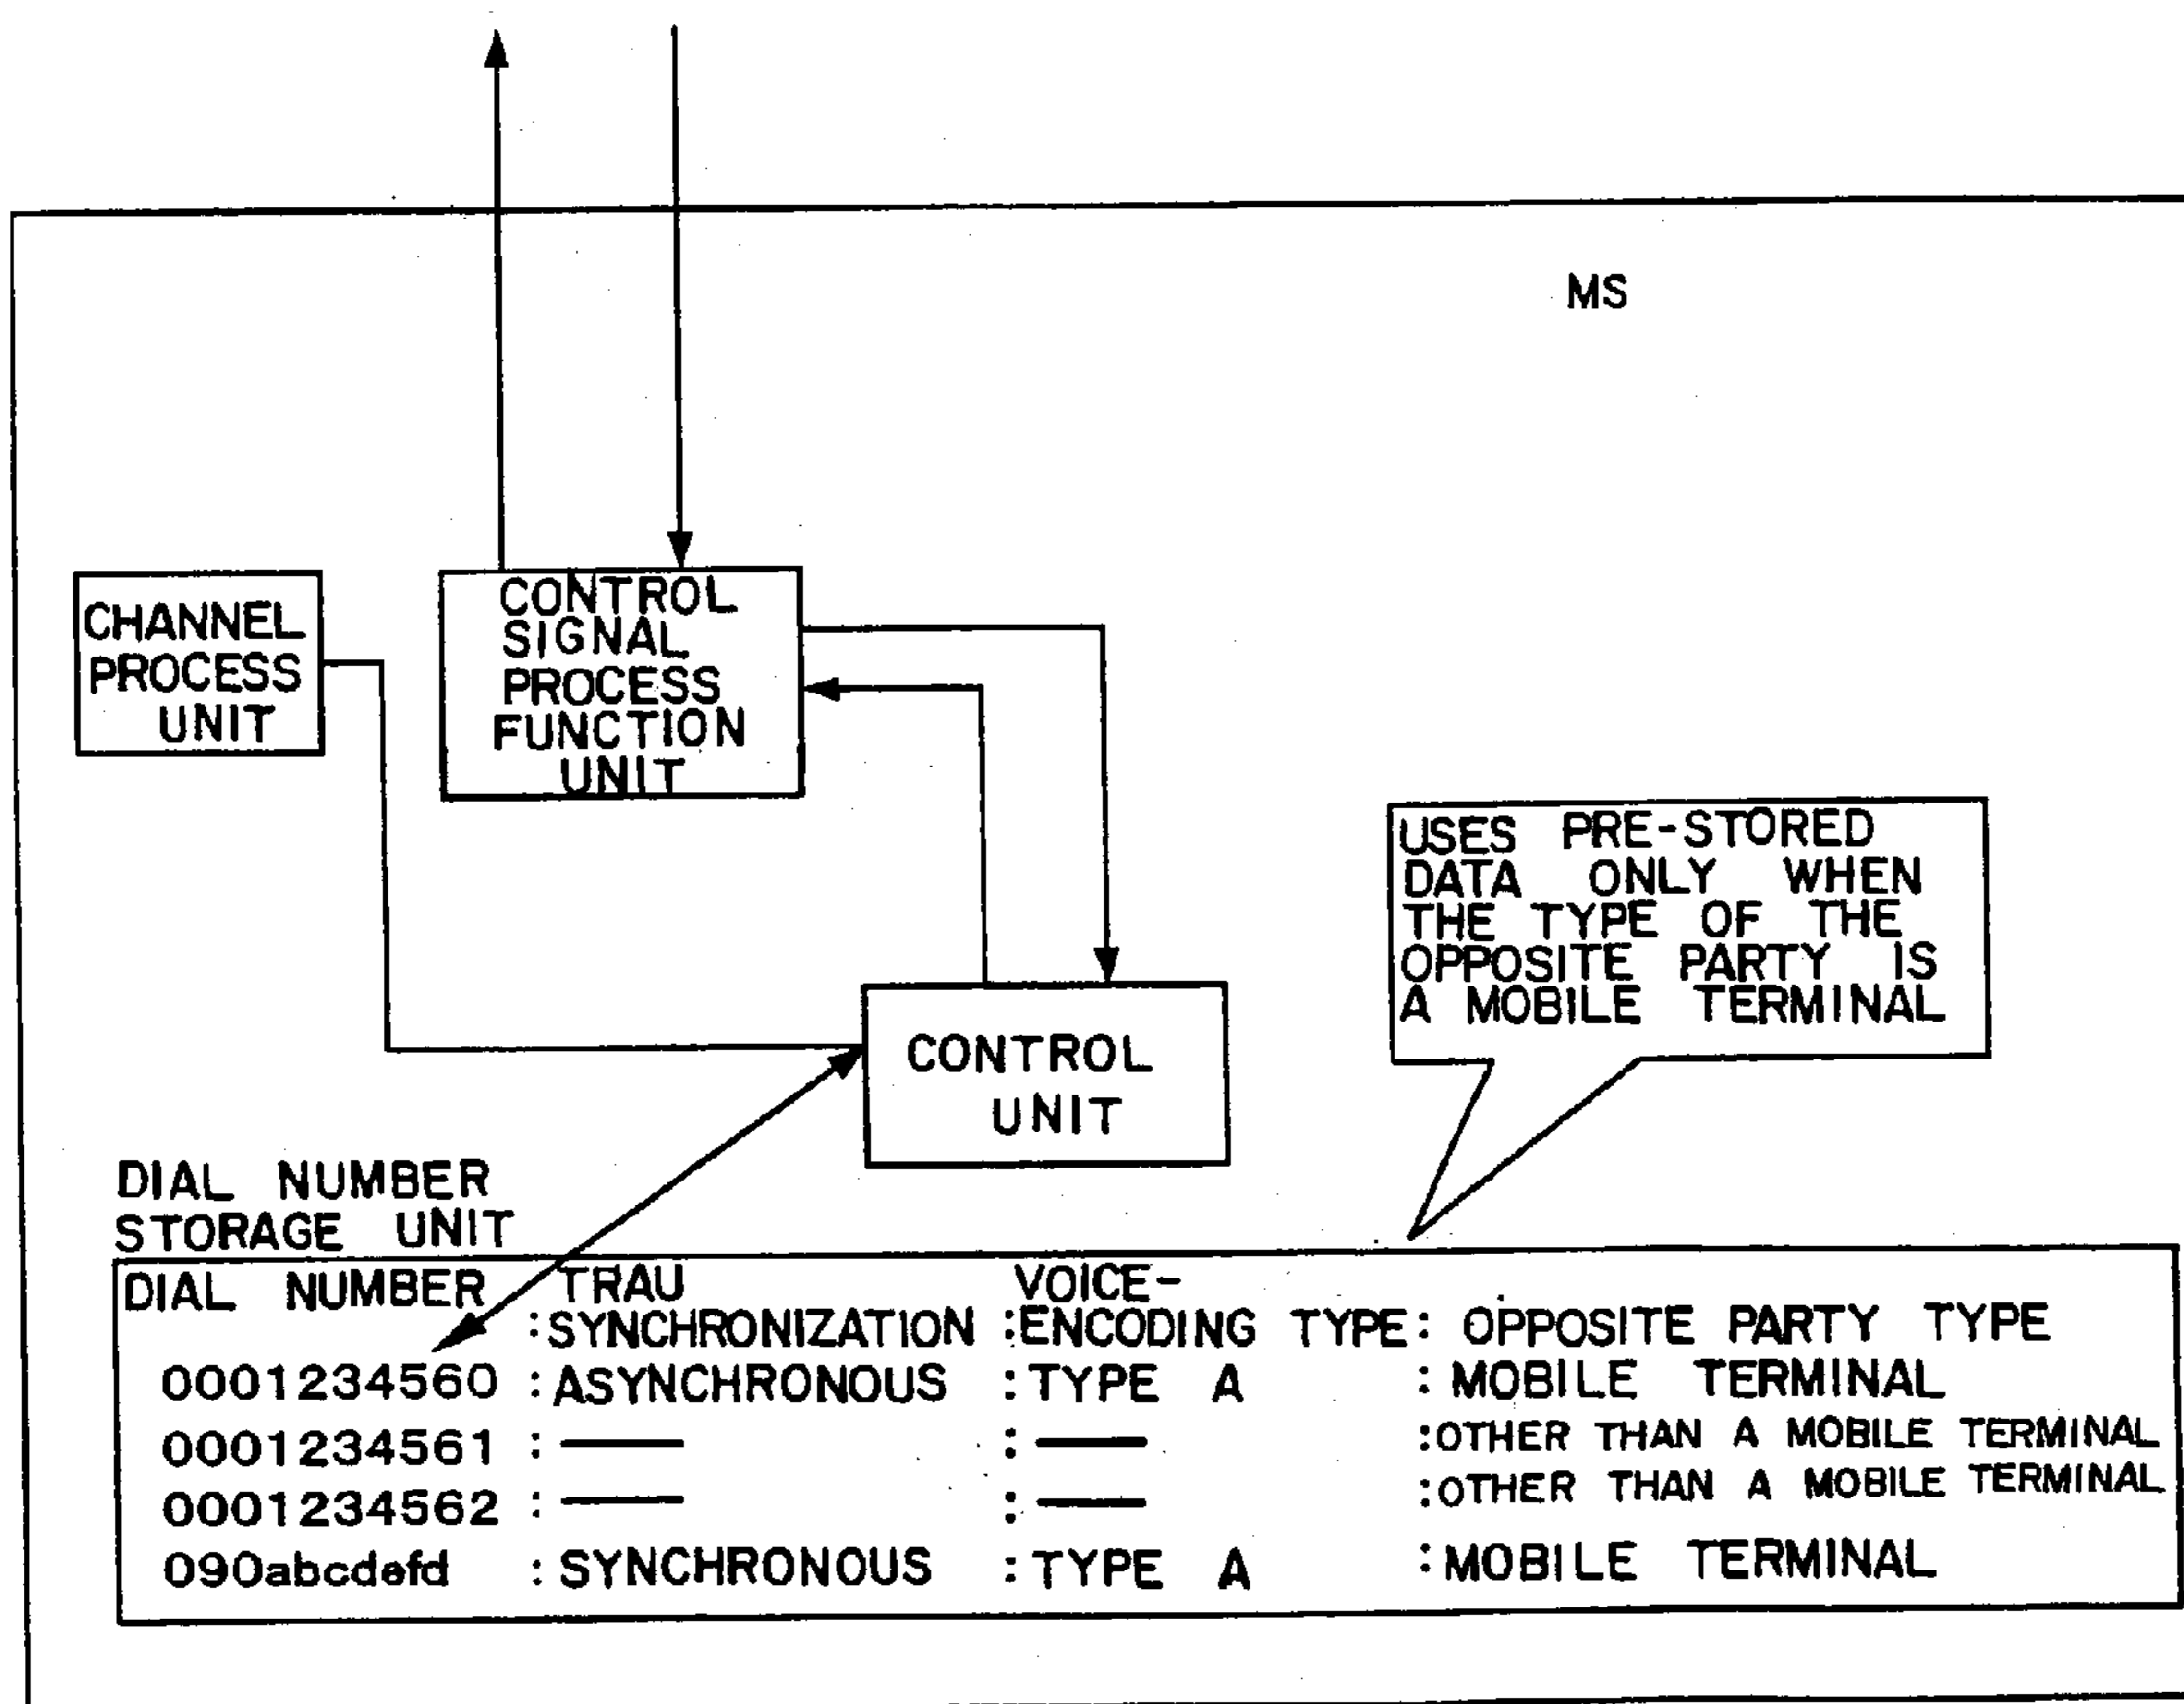 MS
CHANNEL
PROCESS
UNIT
CONTROL
SIGNAL
PROCESS
FUNCTION
UNIT
USES PRE-STORED
DATA ONLY WHEN
THE TYPE OF THE
OPPOSITE PARTY IS
A MOBILE TERMINAL
CONTROL
UNIT
DIAL NUMBER
STORAGE UNIT
DIAL NUMBER TRAU VOICE-
:SYNCHRONIZATION :ENCODING TYPE: OPPOSITE PARTY TYPE
0001234560 :ASYNCHRONOUS :TYPE A :MOBILE TERMINAL
0001234561 :— :— :OTHER THAN A MOBILE TERMINAL
0001234562 :— :— :OTHER THAN A MOBILE TERMINAL
090abcdefd :SYNCHRONOUS :TYPE A :MOBILE TERMINAL